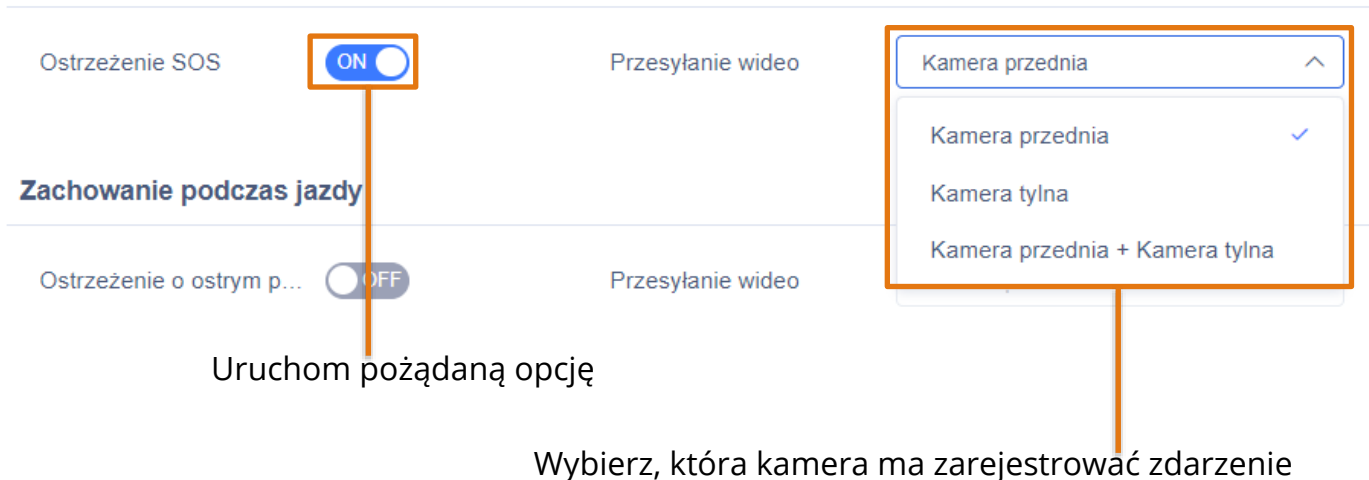 Ostrzeżenie SOS ON Przesyłanie wideo Kamera przednia
Kamera przednia
Zachowanie podczas jazdy
Kamera tylna
Kamera przednia + Kamera tylna
Ostrzeżenie o ostrym p... OFF Przesyłanie wideo
Uruchom pożądaną opcję
Wybierz, która kamera ma zarejestrować zdarzenie